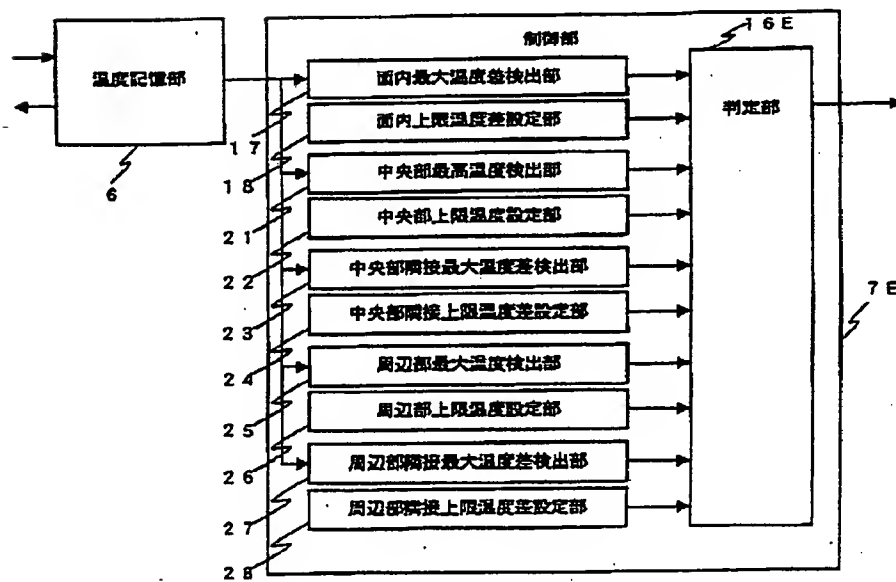 制御部
16E
温度記憶部
6
面内最大温度差検出部
17
面内上限温度差設定部
18
中央部最高温度検出部
21
中央部上限温度設定部
22
中央部隣接最大温度差検出部
23
中央部隣接上限温度差設定部
24
周辺部最大温度検出部
25
周辺部上限温度設定部
26
周辺部隣接最大温度差検出部
27
周辺部隣接上限温度差設定部
28
判定部
7E